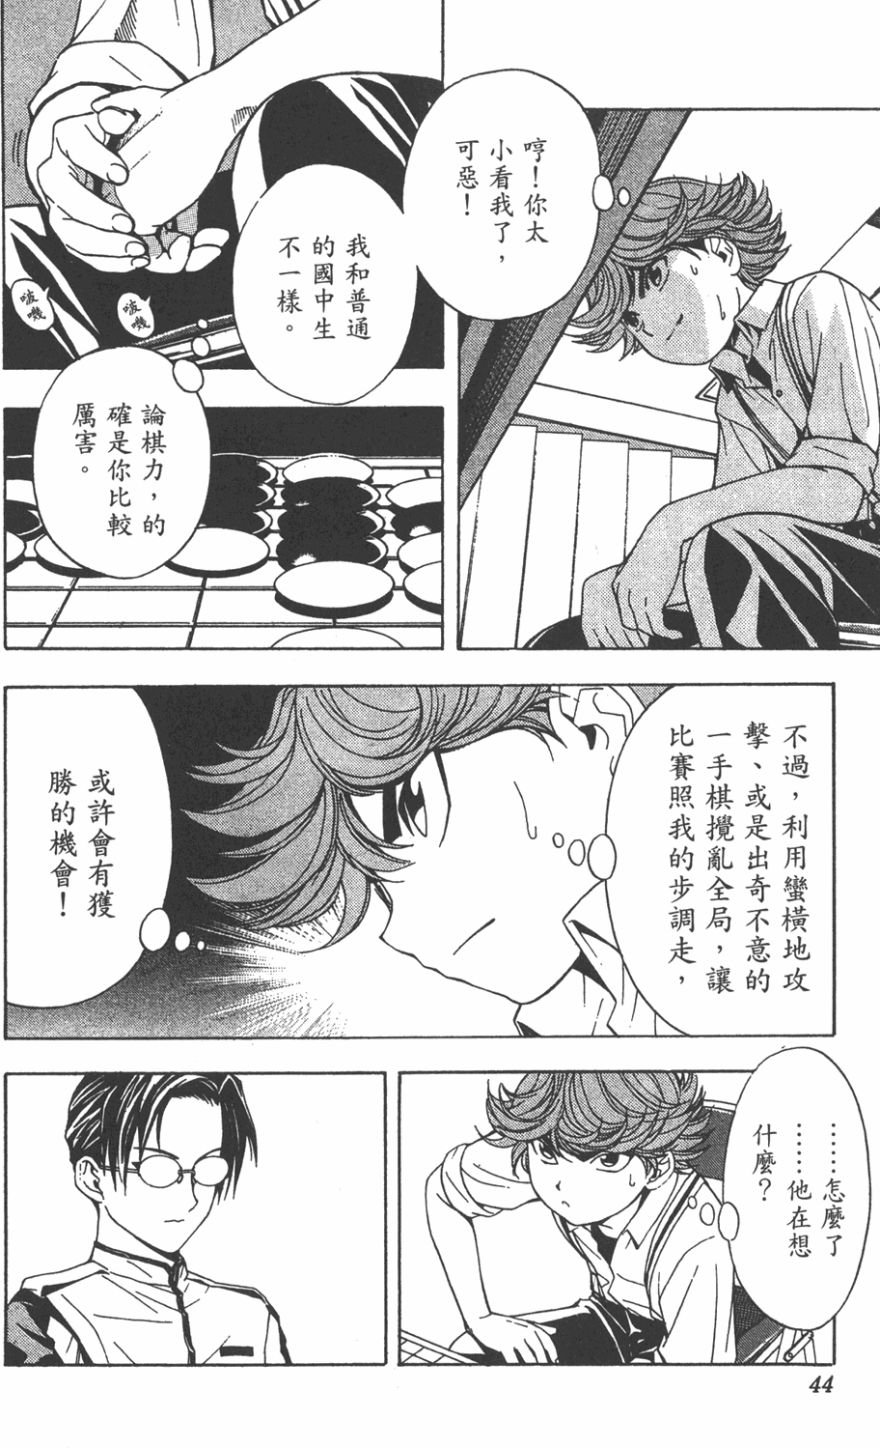 哼！你太
小看我了，
可惡！
我和普通
的國中生
不一樣。
啵嘰
啵嘰
論棋力，的
確是你比較
厲害。
不過，利用蠻橫地攻
擊、或是出奇不意的
一手棋攪亂全局，讓
比賽照我的步調走，
或許會有獲
勝的機會！
……怎麼了
……他在想
什麼？
44